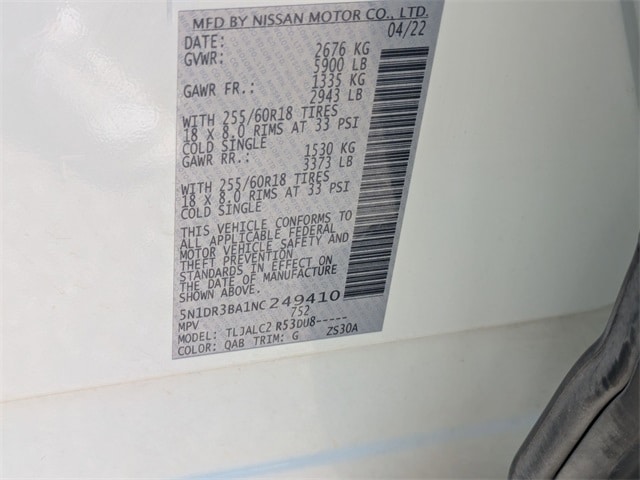 MFD BY NISSAN MOTOR CO., LTD.
DATE: 04/22
GVWR: 2676 KG
5900 LB
GAWR FR.: 1335 KG
2943 LB
WITH 255/60R18 TIRES
18 X 8.0 RIMS AT 33 PSI
COLD SINGLE
GAWR RR.: 1530 KG
3373 LB
WITH 255/60R18 TIRES
18 X 8.0 RIMS AT 33 PSI
COLD SINGLE
THIS VEHICLE CONFORMS TO
ALL APPLICABLE FEDERAL
MOTOR VEHICLE SAFETY AND
THEFT PREVENTION
STANDARDS IN EFFECT ON
THE DATE OF MANUFACTURE
SHOWN ABOVE.
5N1DR3BA1NC249410
MPV 752
MODEL: TLJALC2 R53DU8-----
COLOR: QAB TRIM: G ZS30A